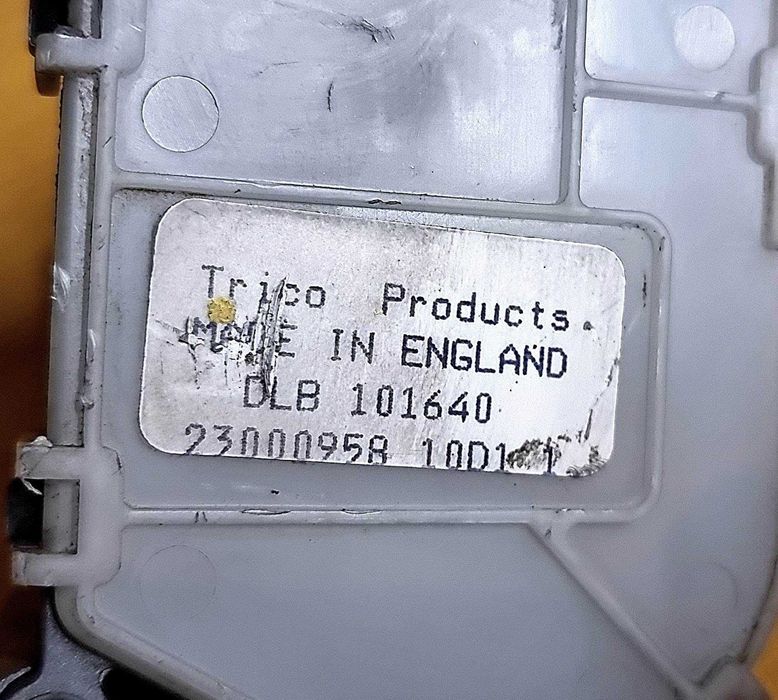 Trico Products.
MADE IN ENGLAND
DLB 101640
23000958